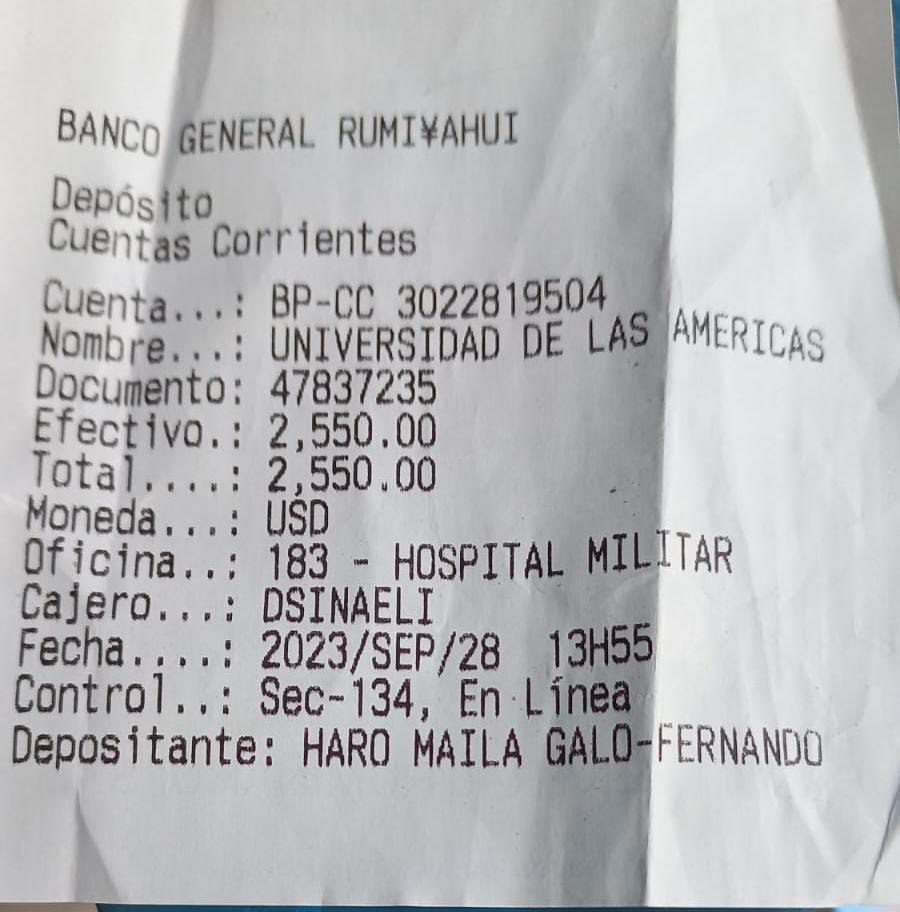 BANCO GENERAL RUMI¥AHUI
Depósito
Cuentas Corrientes
Cuenta...: BP-CC 3022819504
Nombre...: UNIVERSIDAD DE LAS AMERICAS
Documento: 47837235
Efectivo.: 2,550.00
Total....: 2,550.00
Moneda...: USD
Oficina..: 183 - HOSPITAL MILITAR
Cajero...: DSINAELI
Fecha....: 2023/SEP/28 13H55
Control..: Sec-134, En Línea
Depositante: HARO MAILA GALO-FERNANDO